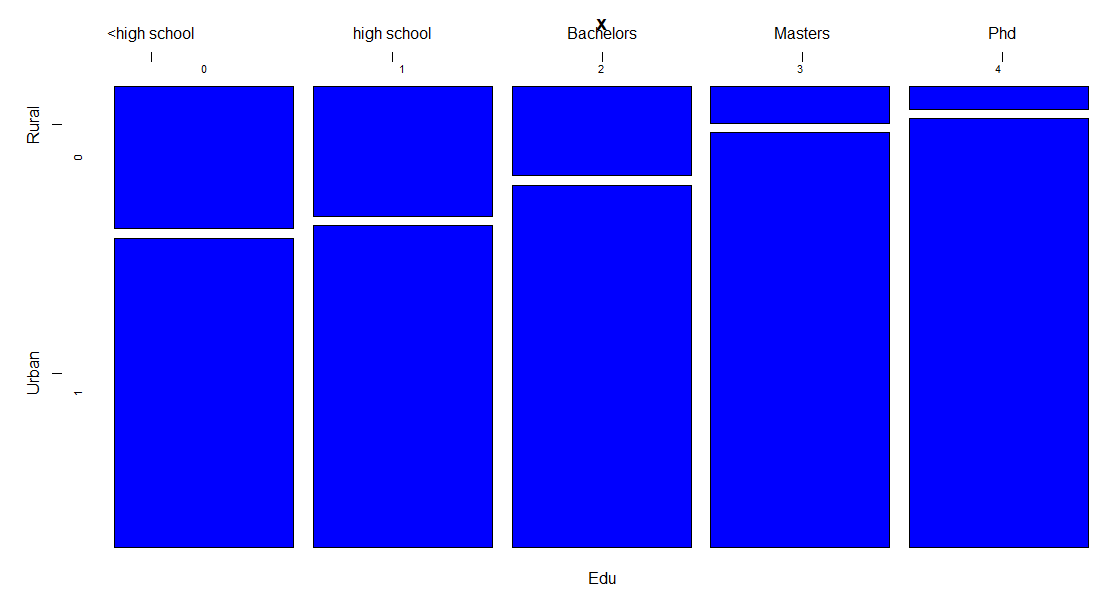 x
<high school high school Bachelors Masters Phd
0 1 2 3 4
Rural
0
Urban
1
Edu